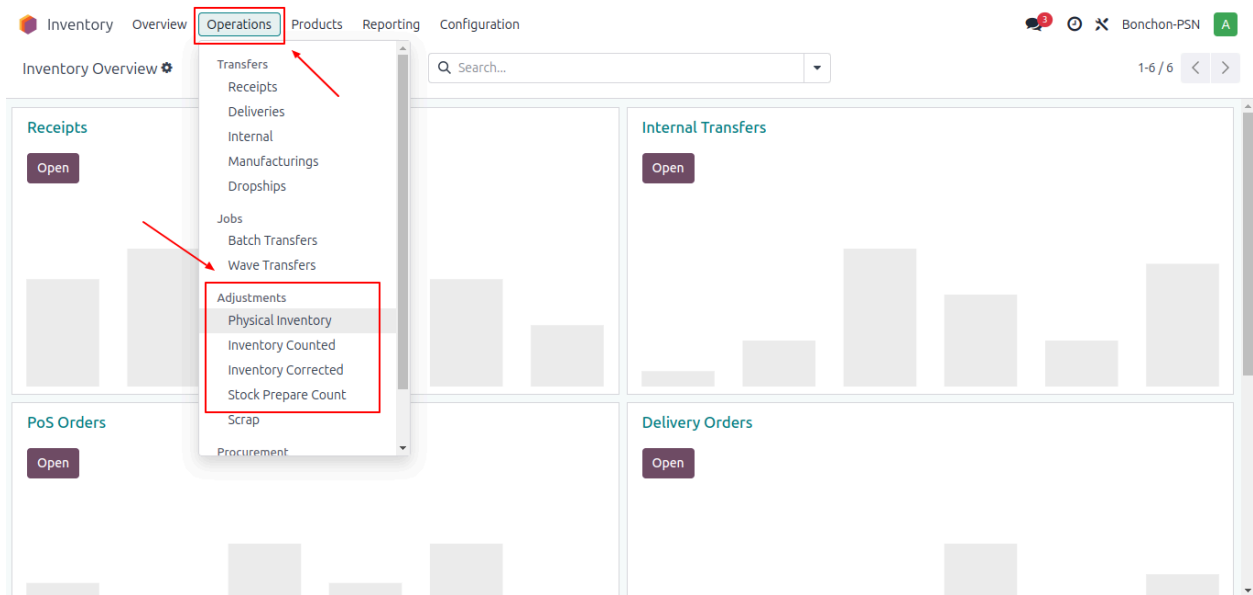 Inventory Overview Operations Products Reporting Configuration 3 Bonchon-PSN A
Inventory Overview Search... 1-6 / 6
Transfers
Receipts
Deliveries
Internal
Manufacturings
Dropships
Jobs
Batch Transfers
Wave Transfers
Adjustments
Physical Inventory
Inventory Counted
Inventory Corrected
Stock Prepare Count
Scrap
Procurement
Receipts
Open
Internal Transfers
Open
PoS Orders
Open
Delivery Orders
Open